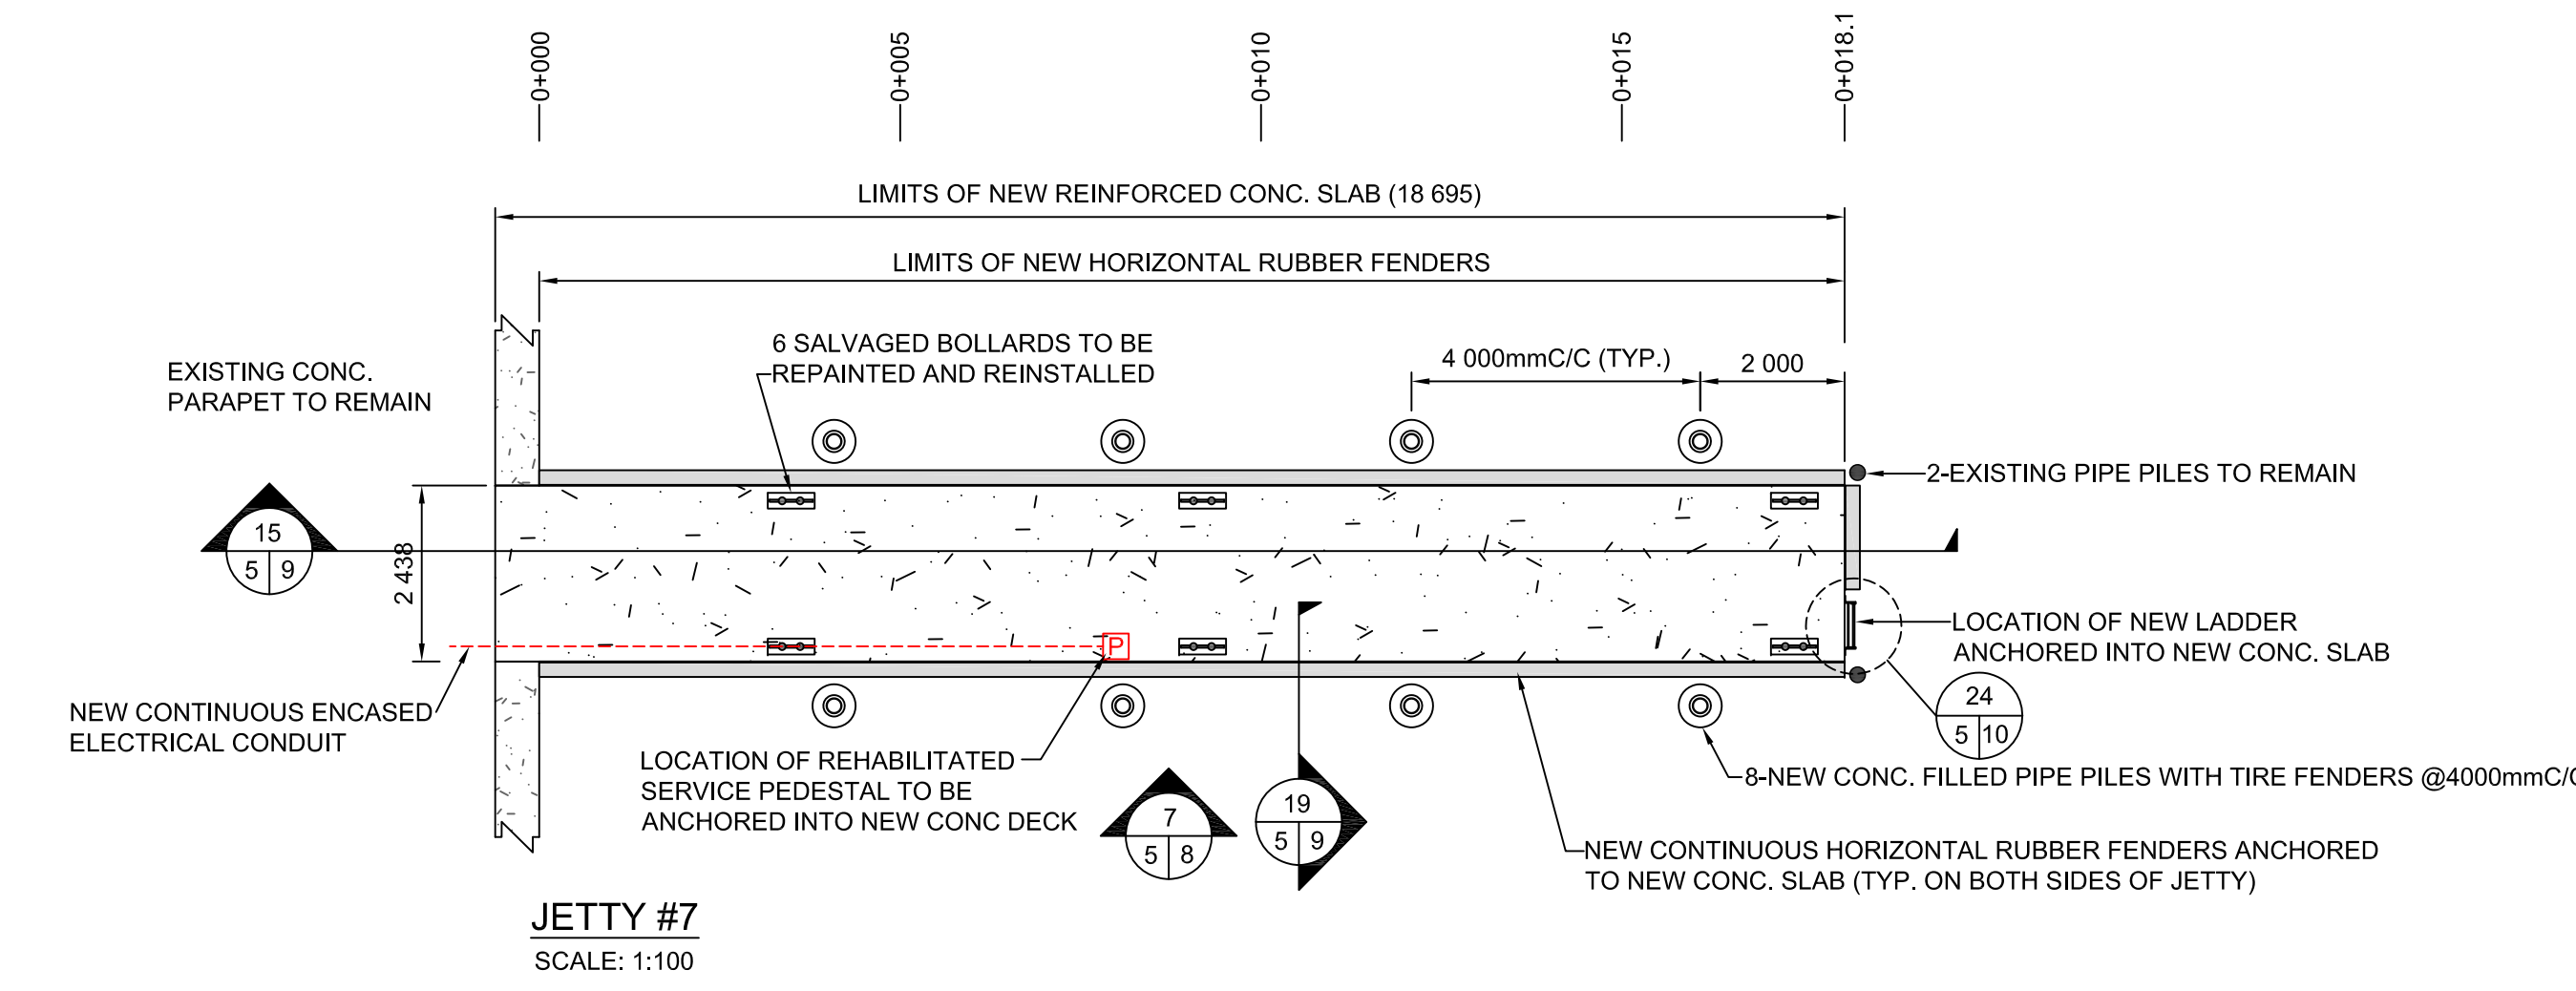 0+000
0+005
0+010
0+015
0+018.1
LIMITS OF NEW REINFORCED CONC. SLAB (18 695)
LIMITS OF NEW HORIZONTAL RUBBER FENDERS
6 SALVAGED BOLLARDS TO BE
REPAINTED AND REINSTALLED
4 000mmC/C (TYP.)
2 000
EXISTING CONC.
PARAPET TO REMAIN
2-EXISTING PIPE PILES TO REMAIN
15
5 9
2 438
P
LOCATION OF NEW LADDER
ANCHORED INTO NEW CONC. SLAB
24
5 10
NEW CONTINUOUS ENCASED
ELECTRICAL CONDUIT
LOCATION OF REHABILITATED
SERVICE PEDESTAL TO BE
ANCHORED INTO NEW CONC DECK
7
5 8
19
5 9
8-NEW CONC. FILLED PIPE PILES WITH TIRE FENDERS @4000mmC/
NEW CONTINUOUS HORIZONTAL RUBBER FENDERS ANCHORED
TO NEW CONC. SLAB (TYP. ON BOTH SIDES OF JETTY)
JETTY #7
SCALE: 1:100